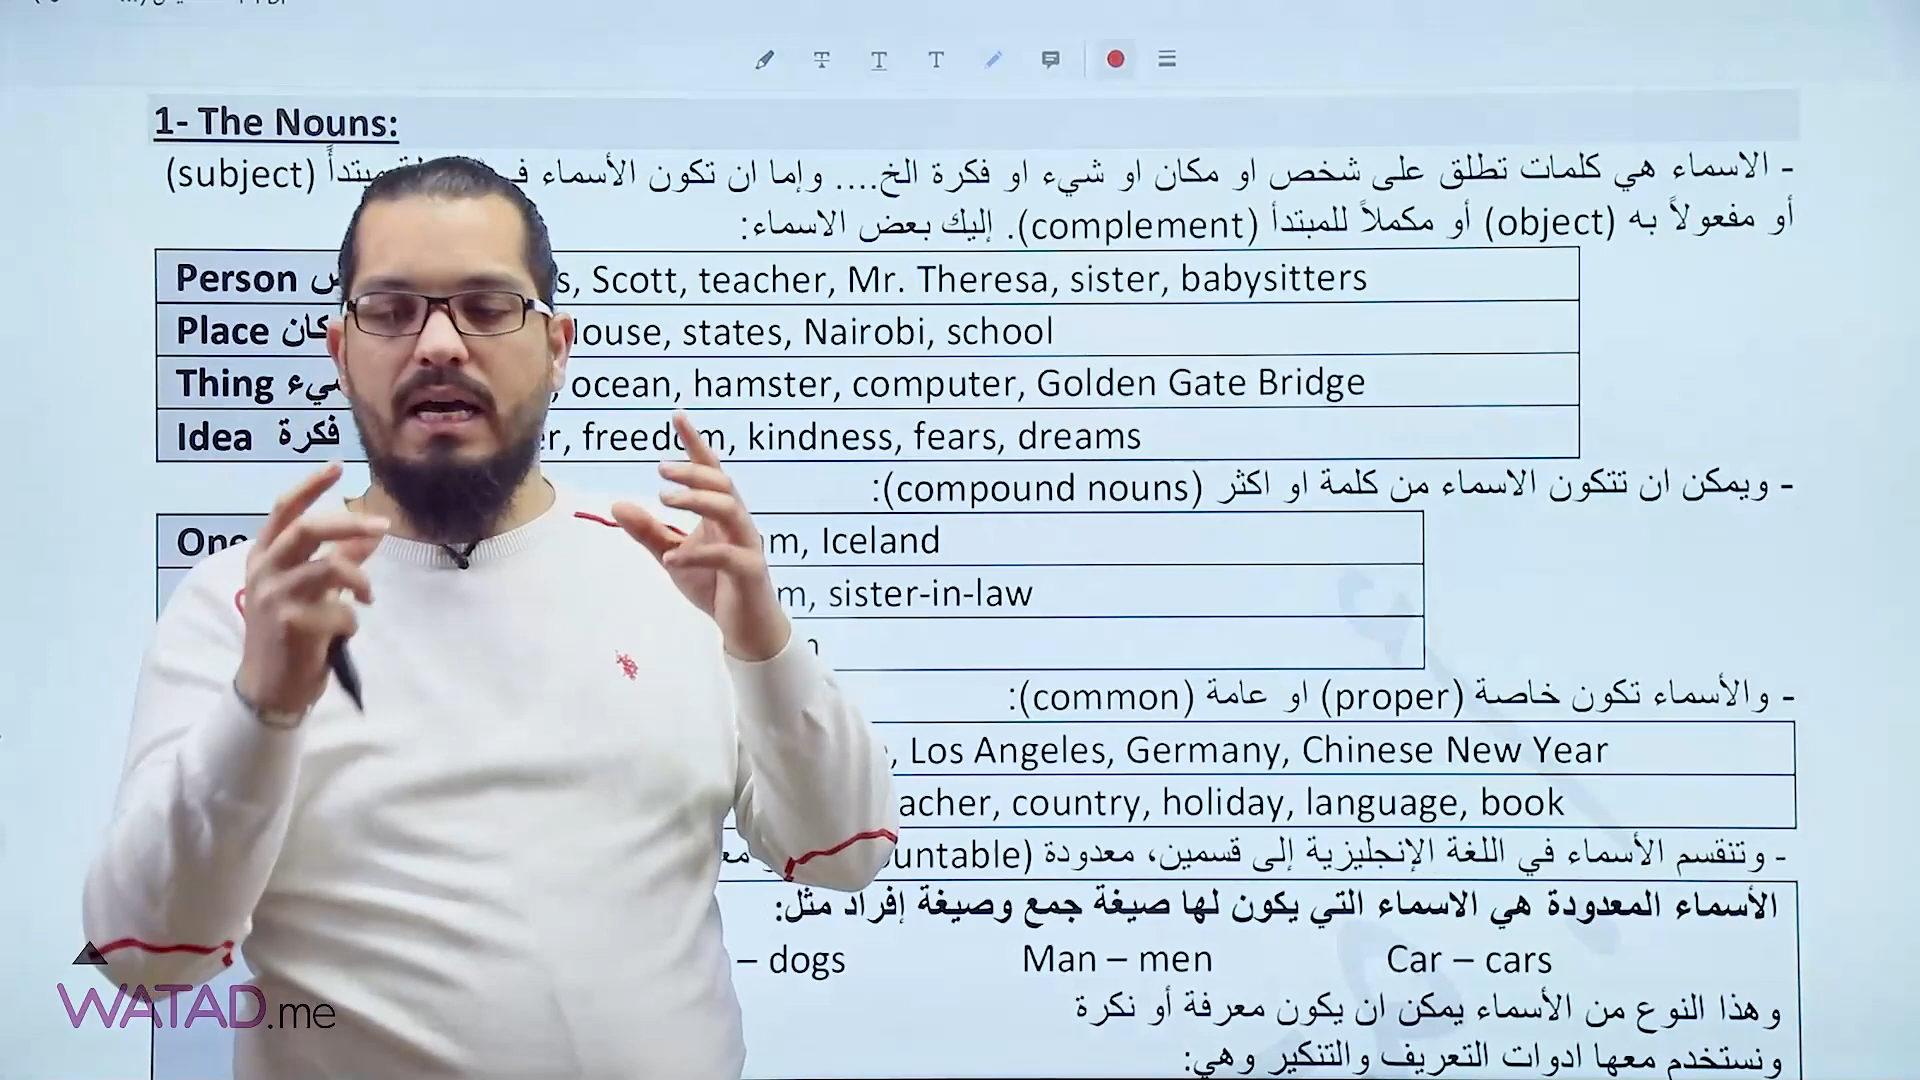 1- The Nouns:
- الاسماء هي كلمات تطلق على شخص او مكان او شيء او فكرة الخ.... وإما ان تكون الأسماء مبتدأً (subject)
أو مفعولاً به (object) أو مكملاً للمبتدأ (complement). إليك بعض الاسماء:
Person Scott, teacher, Mr. Theresa, sister, babysitters
Place states, Nairobi, school
Thing ocean, hamster, computer, Golden Gate Bridge
Idea فكرة freedom, kindness, fears, dreams
- ويمكن ان تتكون الاسماء من كلمة او اكثر (compound nouns):
One Iceland
sister-in-law
- والأسماء تكون خاصة (proper) او عامة (common):
Los Angeles, Germany, Chinese New Year
country, holiday, language, book
- وتنقسم الأسماء في اللغة الإنجليزية إلى قسمين، معدودة
الأسماء المعدودة هي الاسماء التي يكون لها صيغة جمع وصيغة إفراد مثل:
– dogs Man – men Car – cars
وهذا النوع من الأسماء يمكن ان يكون معرفة أو نكرة
ونستخدم معها ادوات التعريف والتنكير وهي:
WATAD.me